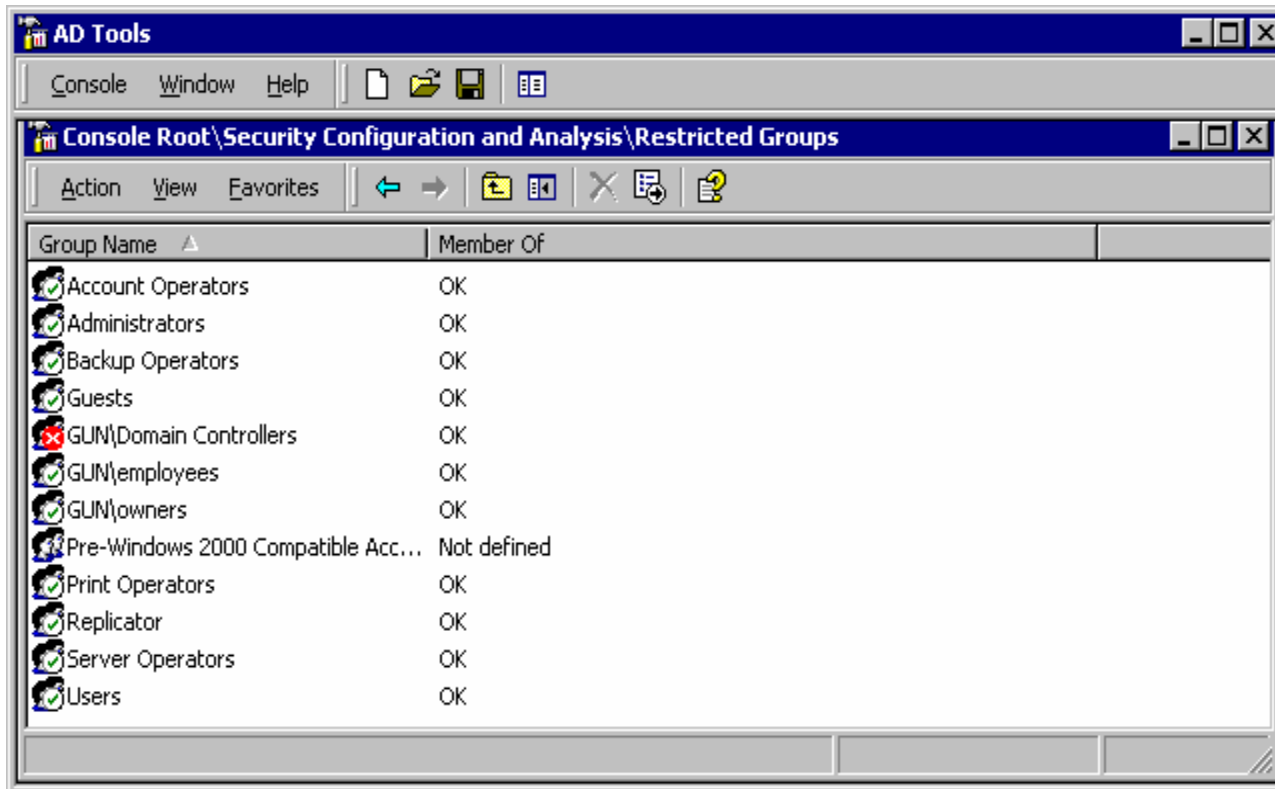 AD Tools
Console Window Help
Console Root\Security Configuration and Analysis\Restricted Groups
Action View Favorites
Group Name Member Of
Account Operators OK
Administrators OK
Backup Operators OK
Guests OK
GUN\Domain Controllers OK
GUN\employees OK
GUN\owners OK
Pre-Windows 2000 Compatible Acc... Not defined
Print Operators OK
Replicator OK
Server Operators OK
Users OK